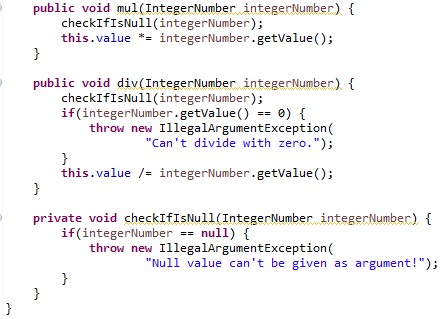 public void mul(IntegerNumber integerNumber) {
checkIfIsNull(integerNumber);
this.value *= integerNumber.getValue();
}
public void div(IntegerNumber integerNumber) {
checkIfIsNull(integerNumber);
if(integerNumber.getValue() == 0) {
throw new IllegalArgumentException(
"Can't divide with zero.");
}
this.value /= integerNumber.getValue();
}
private void checkIfIsNull(IntegerNumber integerNumber) {
if(integerNumber == null) {
throw new IllegalArgumentException(
"Null value can't be given as argument!");
}
}
}